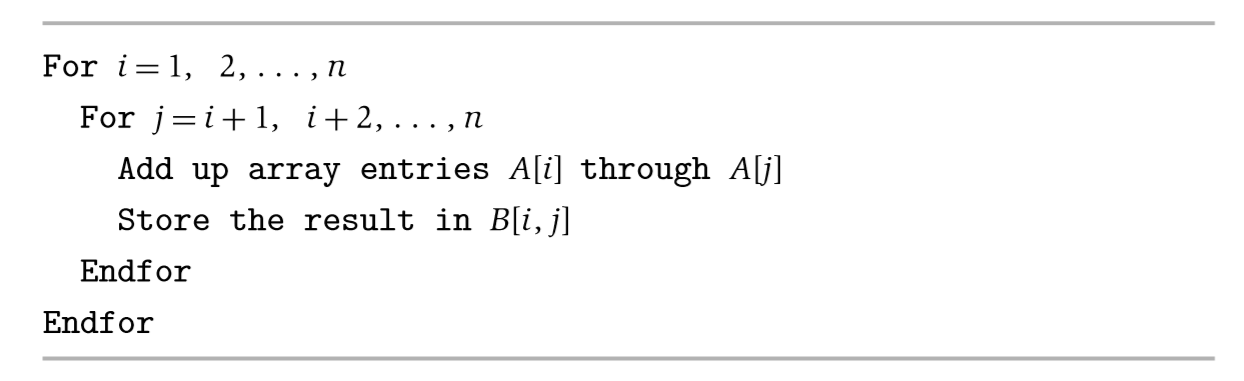 For i = 1, 2, . . . , n
For j = i + 1, i + 2, . . . , n
Add up array entries A[i] through A[j]
Store the result in B[i, j]
Endfor
Endfor